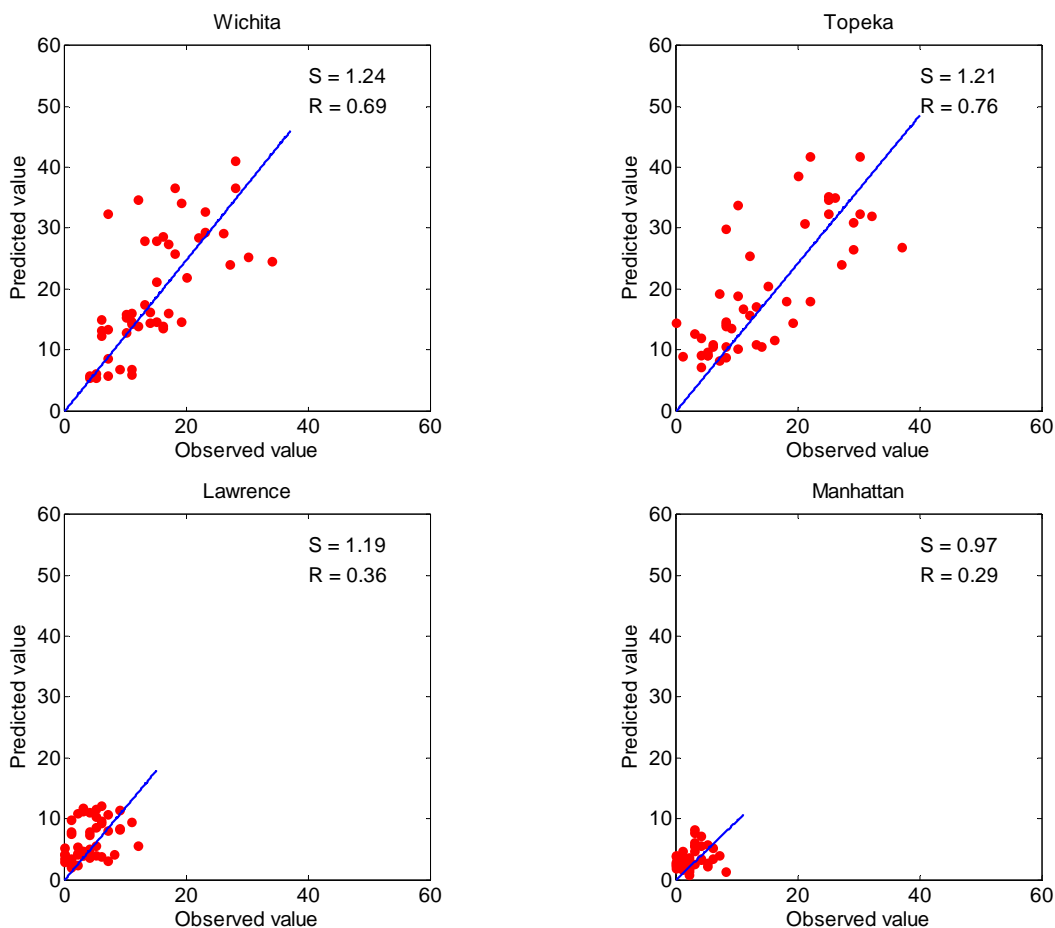 Wichita
S = 1.24
R = 0.69
Predicted value
60
50
40
30
20
10
0
0 20 40 60
Observed value
Topeka
S = 1.21
R = 0.76
Predicted value
60
50
40
30
20
10
0
0 20 40 60
Observed value
Lawrence
S = 1.19
R = 0.36
Predicted value
60
50
40
30
20
10
0
0 20 40 60
Observed value
Manhattan
S = 0.97
R = 0.29
Predicted value
60
50
40
30
20
10
0
0 20 40 60
Observed value